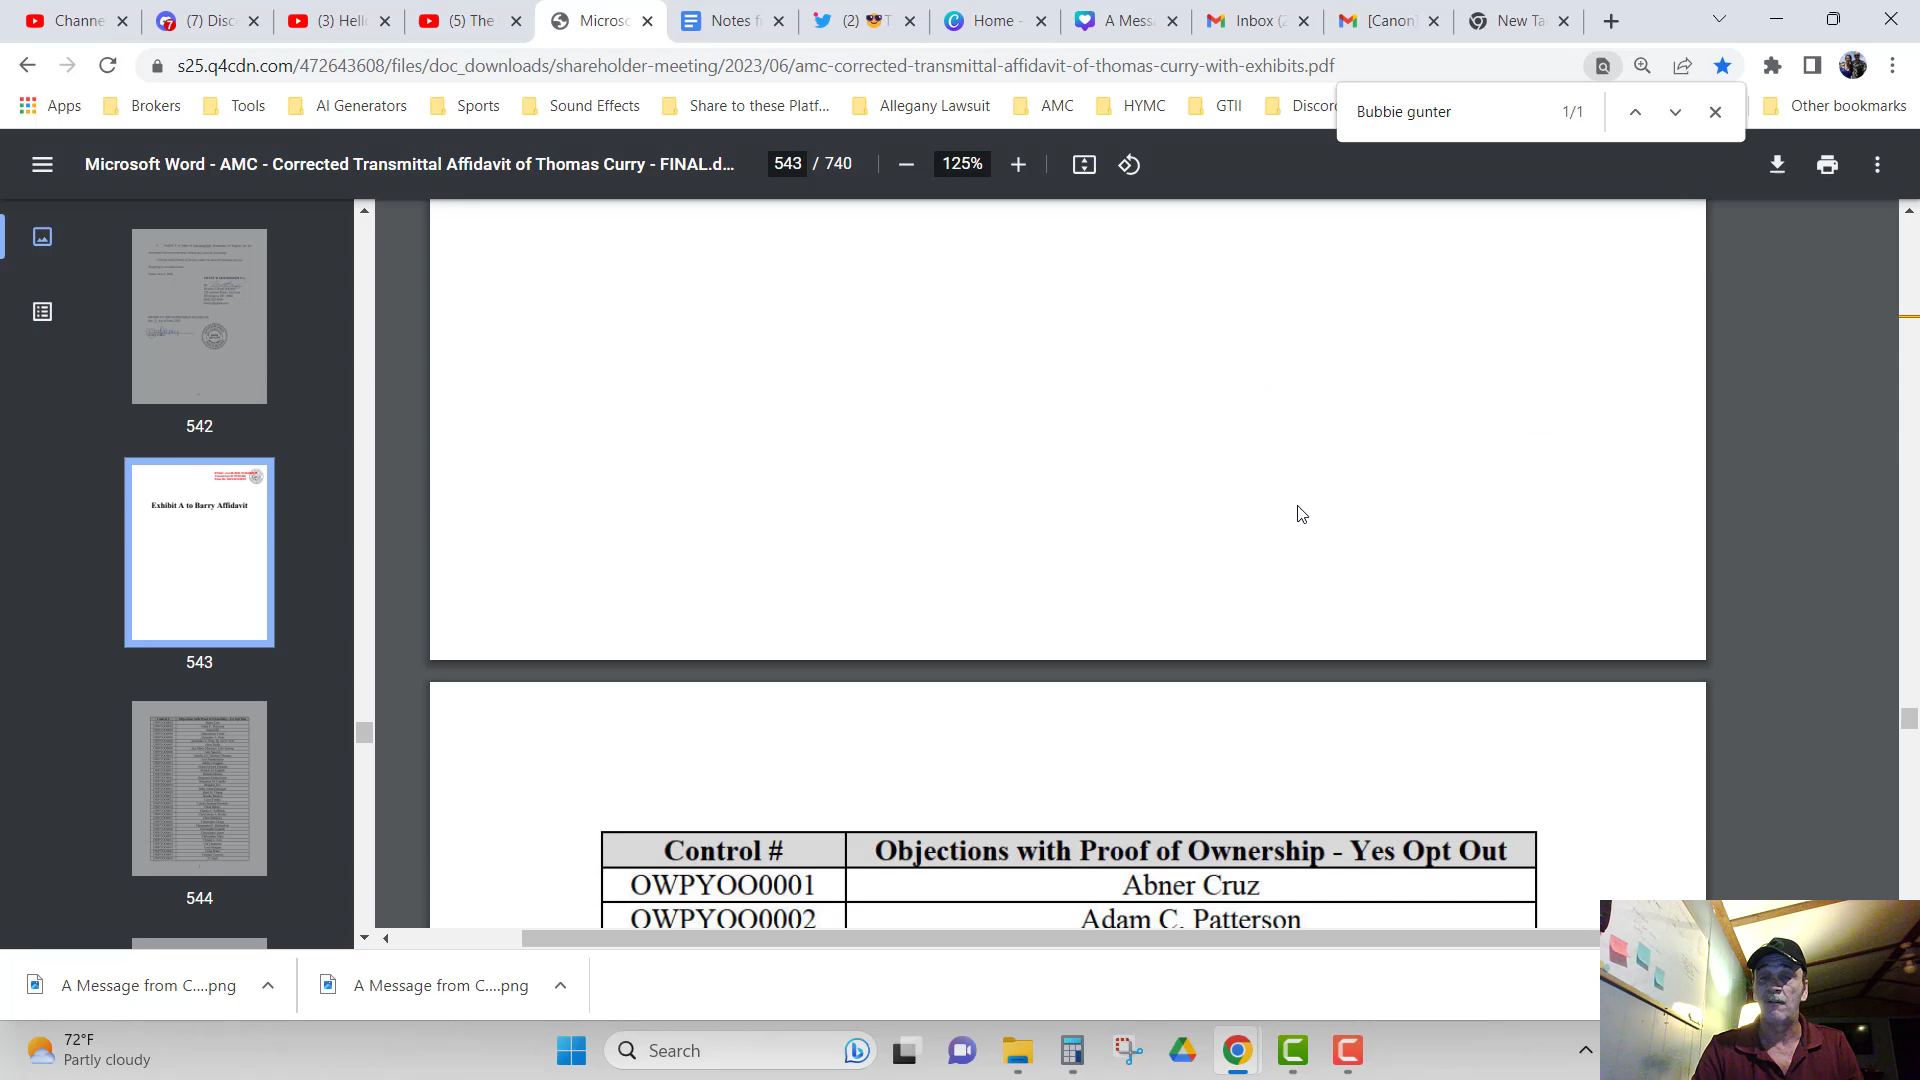 Channe
(7) Disc
(3) Hell
(5) The
Microso
Notes f
(2) 😎T
Home -
A Mess
Inbox (2
[Canon
New Ta
s25.q4cdn.com/472643608/files/doc_downloads/shareholder-meeting/2023/06/amc-corrected-transmittal-affidavit-of-thomas-curry-with-exhibits.pdf
Apps
Brokers
Tools
AI Generators
Sports
Sound Effects
Share to these Platf...
Allegany Lawsuit
AMC
HYMC
GTII
Discor
Other bookmarks
Bubbie gunter 1/1
Microsoft Word - AMC - Corrected Transmittal Affidavit of Thomas Curry - FINAL.d...
543 / 740
125%
542
Exhibit A to Barry Affidavit
543
544
Control # Objections with Proof of Ownership - Yes Opt Out
OWPYOO0001 Abner Cruz
OWPYOO0002 Adam C. Patterson
A Message from C....png
A Message from C....png
72°F
Partly cloudy
Search